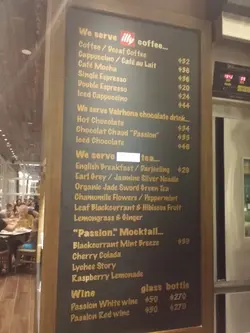 We serve illy coffee...
Coffee / Decaf Coffee
Cappuccino / Café au Lait
Café Mocha
Single Espresso
Double Espresso
Iced Cappuccino
We serve Valrhona chocolate drink...
Hot Chocolate
Chocolat Chaud "Passion"
Iced Chocolate
We serve tea...
English Breakfast / Darjeeling
Earl Grey / Jasmine Silver Needle
Organic Jade Sword Green Tea
Chamomile Flowers / Peppermint
Leaf Blackcurrant & Hibiscus Fruit
Lemongrass & Ginger
"Passion" Mocktail...
Blackcurrant Mint Breeze
Cherry Colada
Lychee Story
Raspberry Lemonade
Wine glass bottle
Passion White wine $90 $270
Passion Red wine $90 $270